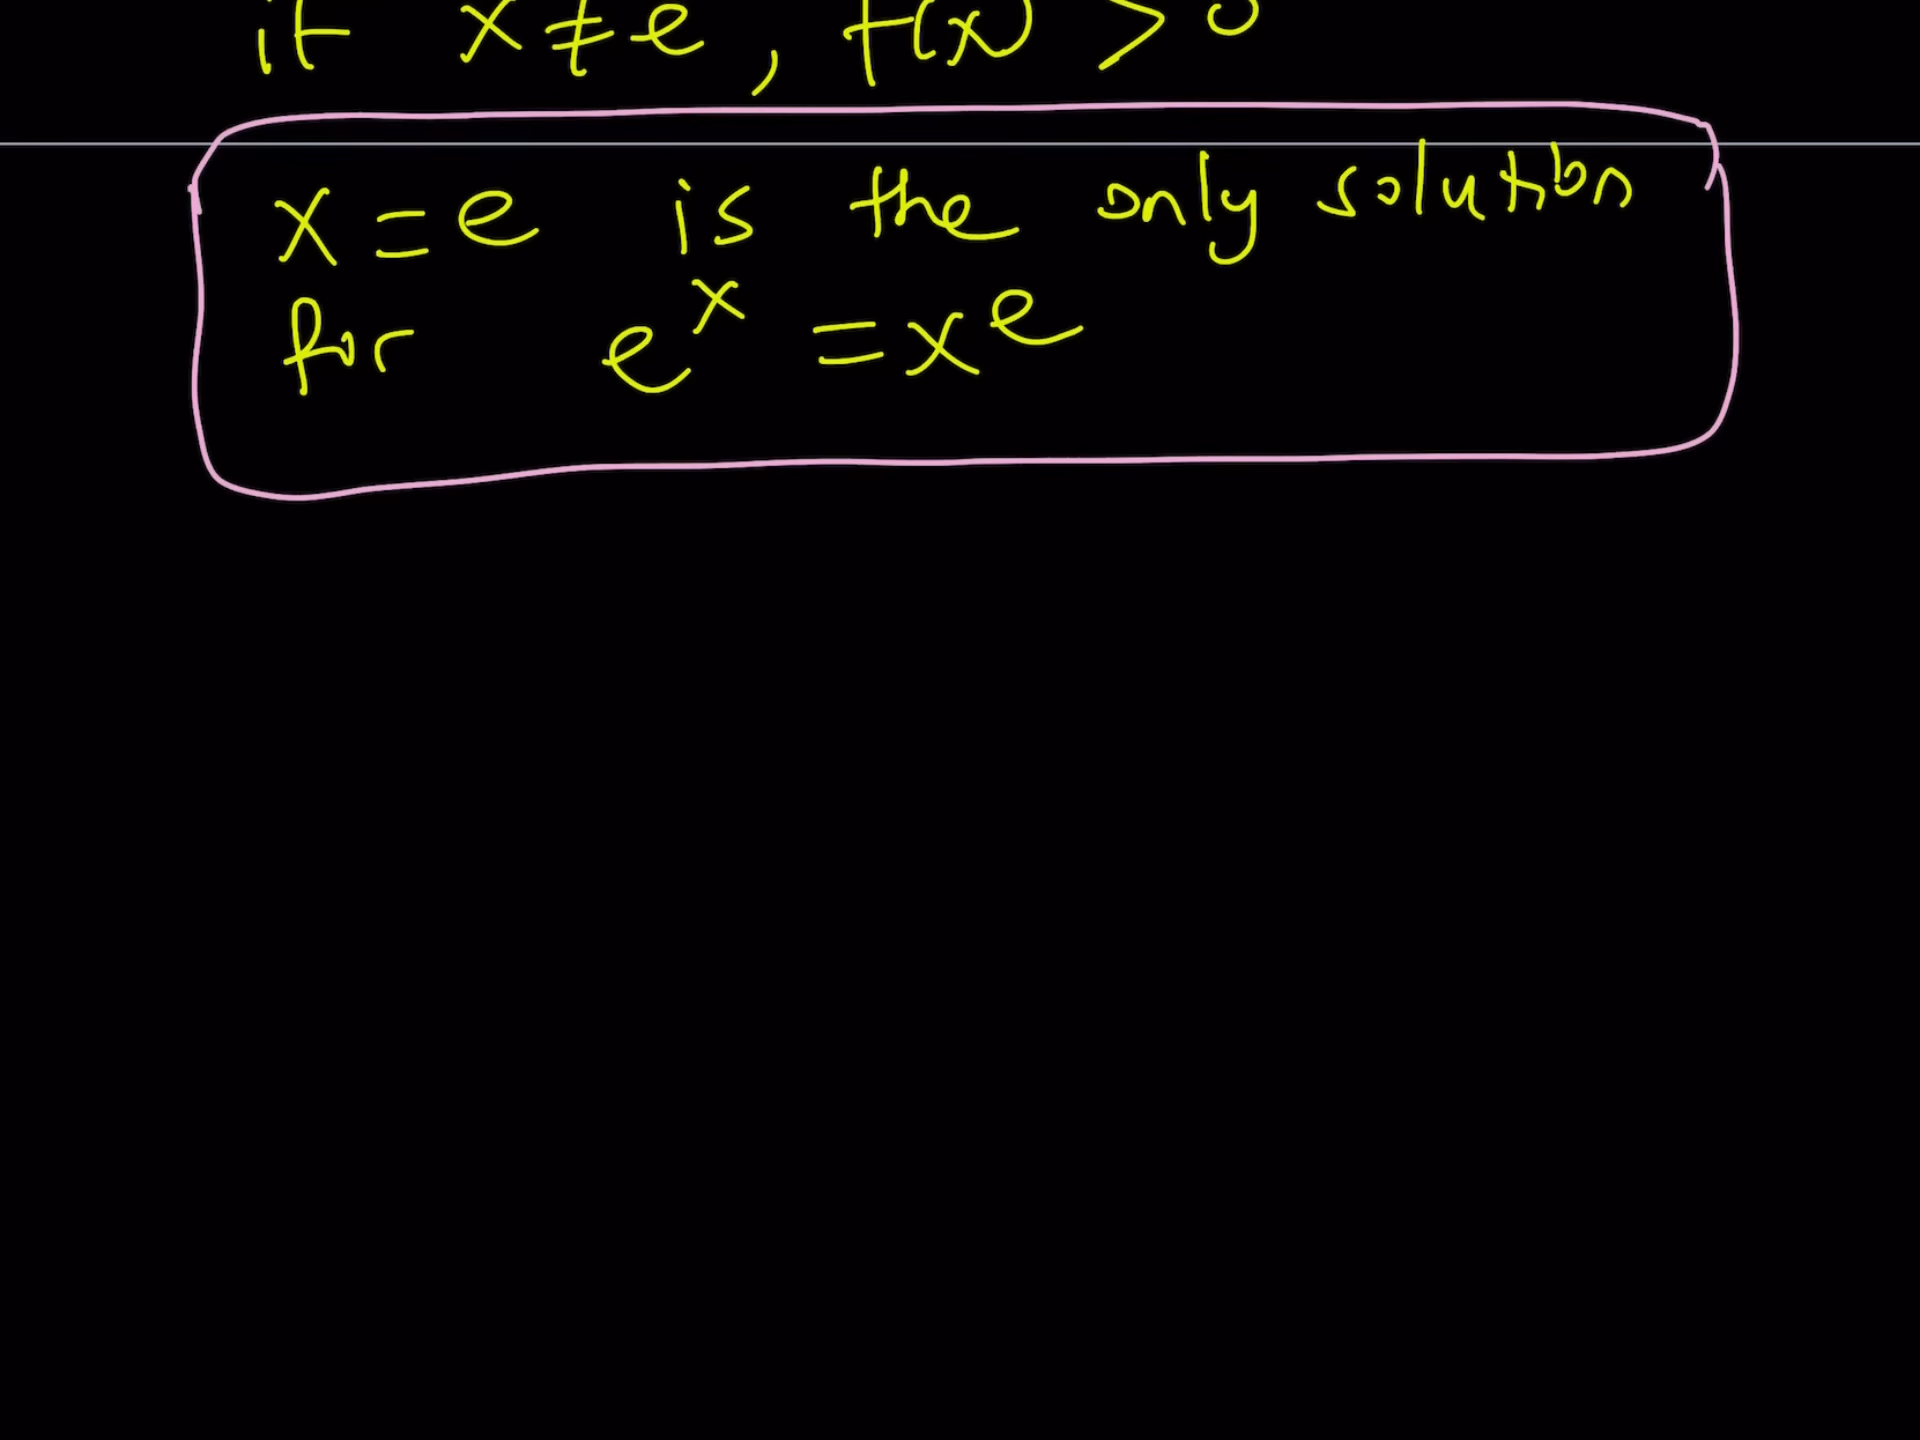 if x ≠ e, f(x) > 0
x = e is the only solution
for e^x = x^e